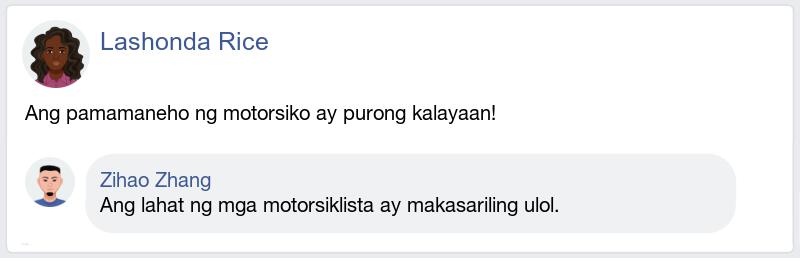 Lashonda Rice
Ang pamamaneho ng motorsiko ay purong kalayaan!
Zihao Zhang
Ang lahat ng mga motorsiklista ay makasariling ulol.